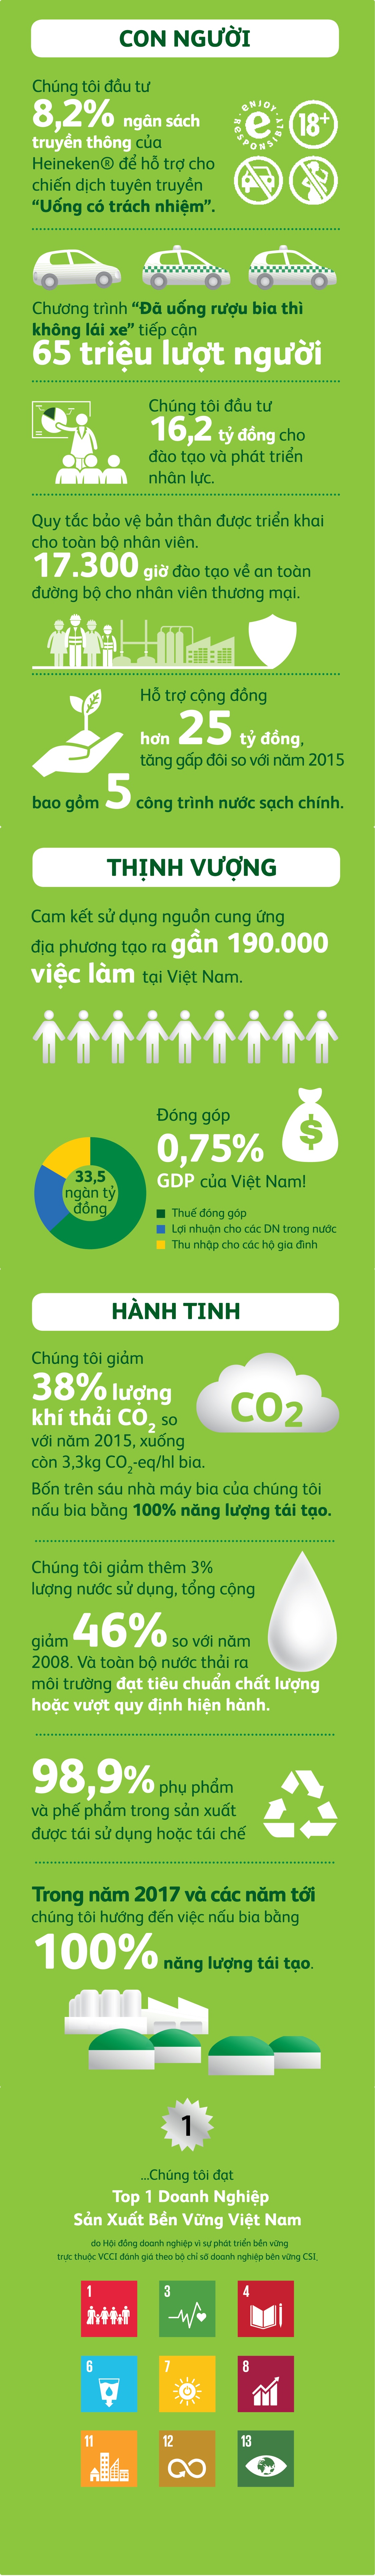 CON NGƯỜI
Chúng tôi đầu tư
8,2% ngân sách
truyền thông của
Heineken® để hỗ trợ cho
chiến dịch tuyên truyền
“Uống có trách nhiệm”.
ENJOY
e
RESPONSIBLY
18+
Chương trình “Đã uống rượu bia thì
không lái xe” tiếp cận
65 triệu lượt người
Chúng tôi đầu tư
16,2 tỷ đồng cho
đào tạo và phát triển
nhân lực.
Quy tắc bảo vệ bản thân được triển khai
cho toàn bộ nhân viên.
17.300 giờ đào tạo về an toàn
đường bộ cho nhân viên thương mại.
Hỗ trợ cộng đồng
hơn 25 tỷ đồng,
tăng gấp đôi so với năm 2015
bao gồm 5 công trình nước sạch chính.
THỊNH VƯỢNG
Cam kết sử dụng nguồn cung ứng
địa phương tạo ra gần 190.000
việc làm tại Việt Nam.
Đóng góp
0,75%
GDP của Việt Nam!
$
33,5
ngàn tỷ
đồng
Thuế đóng góp
Lợi nhuận cho các DN trong nước
Thu nhập cho các hộ gia đình
HÀNH TINH
Chúng tôi giảm
38% lượng
khí thải CO2 so
với năm 2015, xuống
còn 3,3kg CO2-eq/hl bia.
CO2
Bốn trên sáu nhà máy bia của chúng tôi
nấu bia bằng 100% năng lượng tái tạo.
Chúng tôi giảm thêm 3%
lượng nước sử dụng, tổng cộng
giảm 46% so với năm
2008. Và toàn bộ nước thải ra
môi trường đạt tiêu chuẩn chất lượng
hoặc vượt quy định hiện hành.
98,9% phụ phẩm
và phế phẩm trong sản xuất
được tái sử dụng hoặc tái chế
Trong năm 2017 và các năm tới
chúng tôi hướng đến việc nấu bia bằng
100% năng lượng tái tạo.
1
...Chúng tôi đạt
Top 1 Doanh Nghiệp
Sản Xuất Bền Vững Việt Nam
do Hội đồng doanh nghiệp vì sự phát triển bền vững
trực thuộc VCCI đánh giá theo bộ chỉ số doanh nghiệp bền vững CSI.
1 3 4
6 7 8
11 12 13